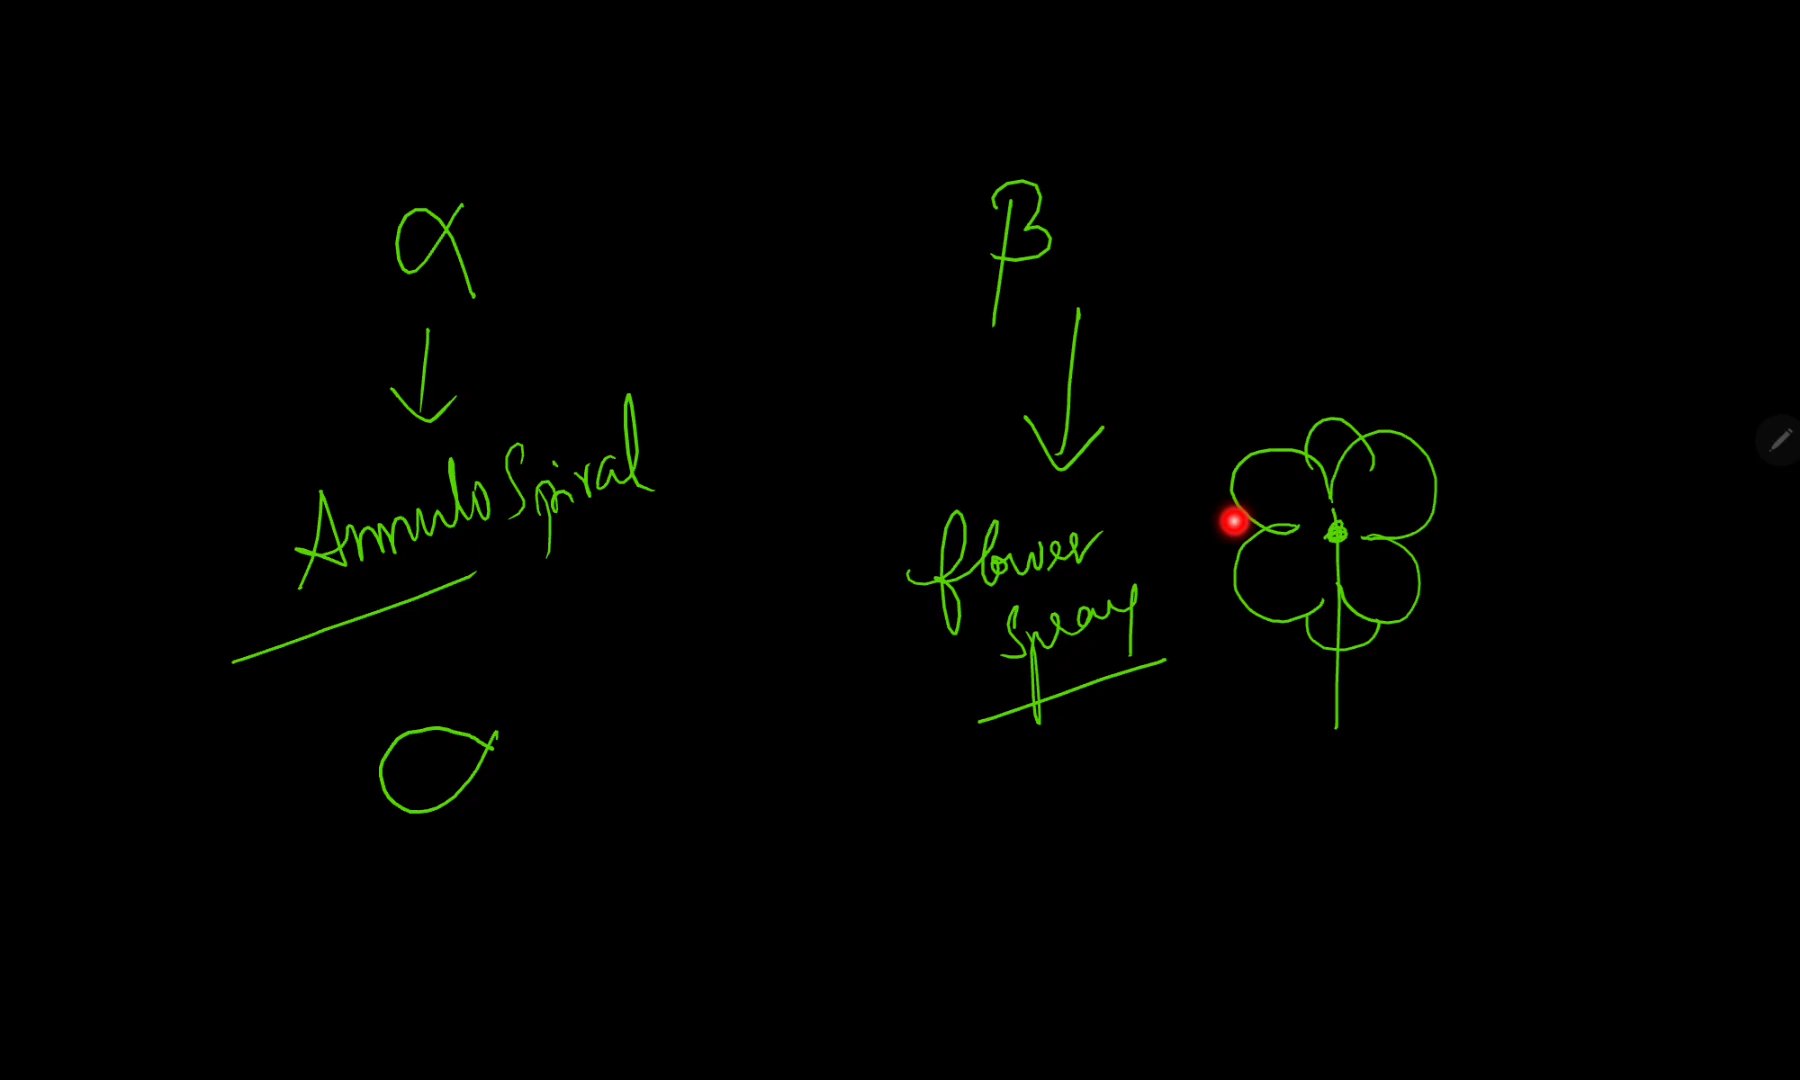 α
β
Annulo Spiral
flower
Spray